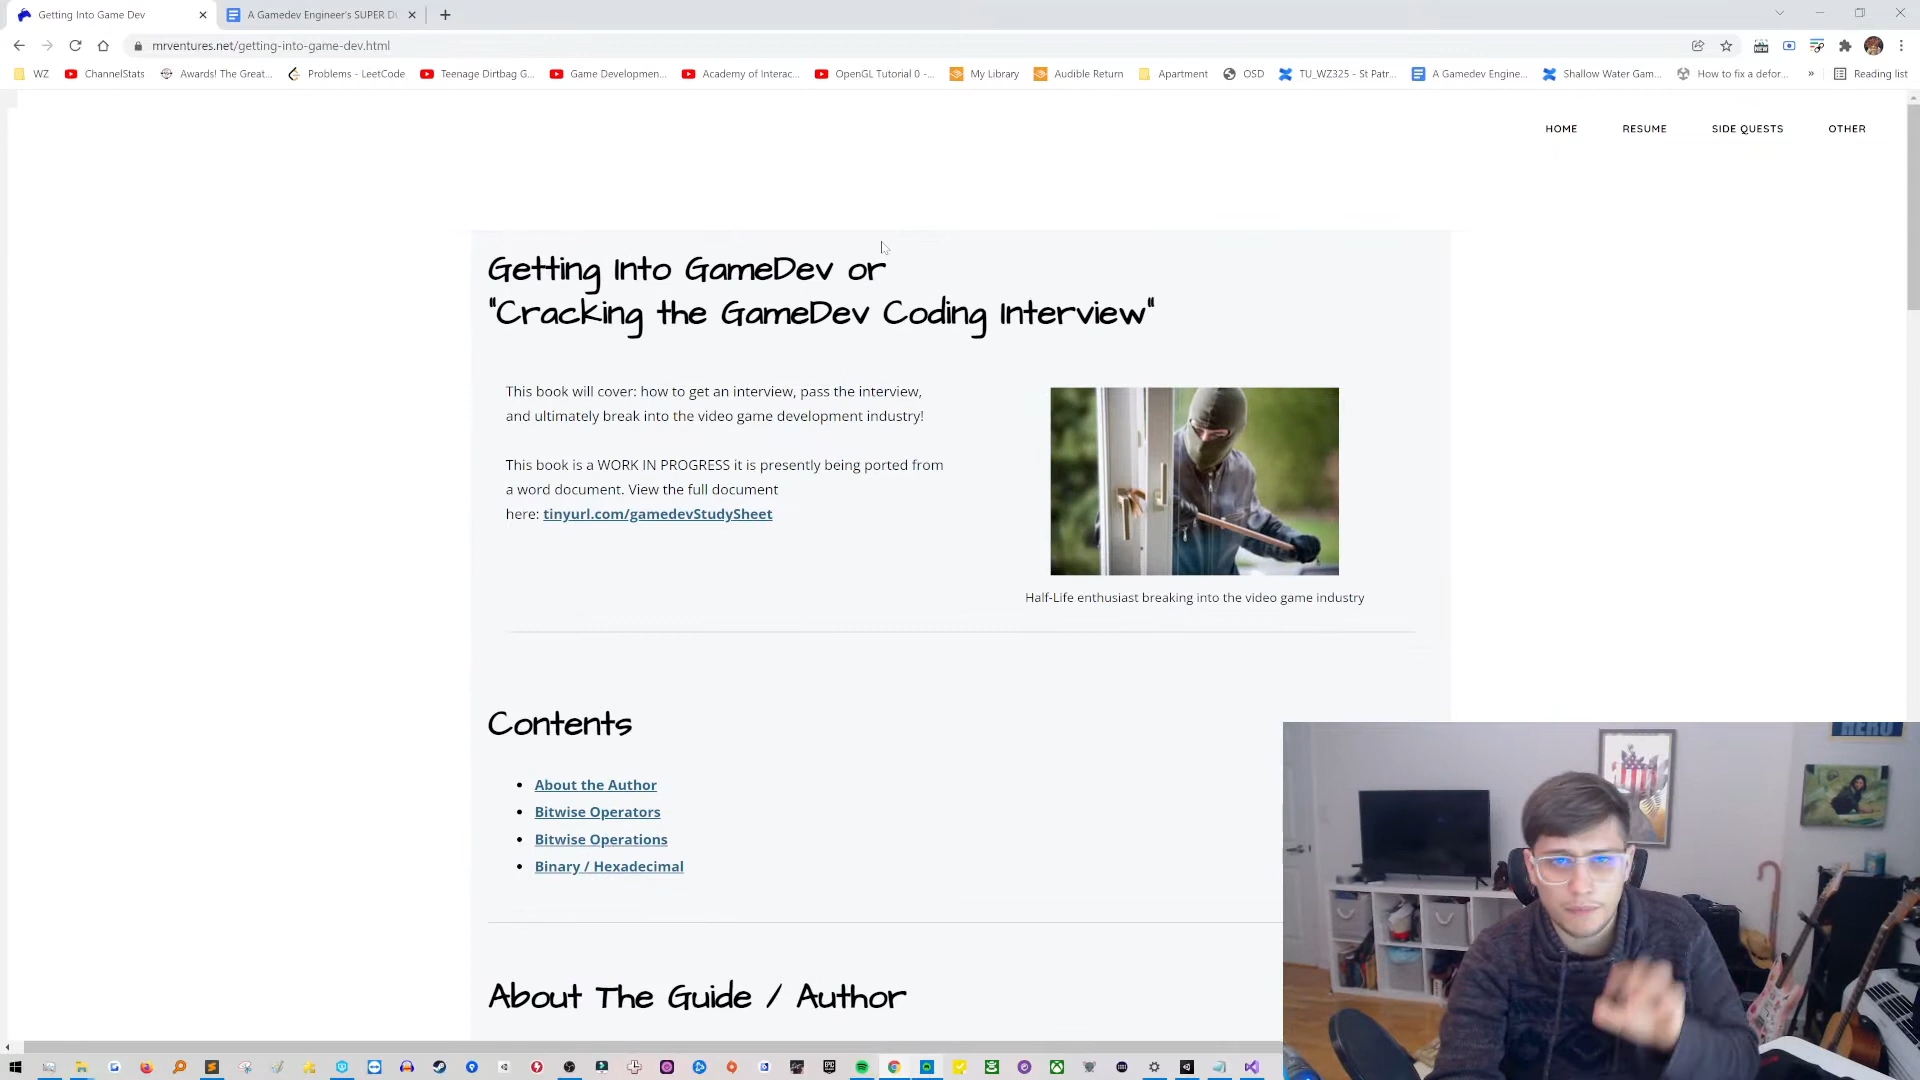 Getting Into Game Dev
A Gamedev Engineer's SUPER D
mrventures.net/getting-into-game-dev.html
WZ
ChannelStats
Awards! The Great...
Problems - LeetCode
Teenage Dirtbag G...
Game Developmen...
Academy of Interac...
OpenGL Tutorial 0 -...
My Library
Audible Return
Apartment
OSD
TU_WZ325 - St Patr...
A Gamedev Engine...
Shallow Water Gam...
How to fix a defor...
»
Reading list
HOME
RESUME
SIDE QUESTS
OTHER
Getting Into GameDev or
"Cracking the GameDev Coding Interview"
This book will cover: how to get an interview, pass the interview,
and ultimately break into the video game development industry!
This book is a WORK IN PROGRESS it is presently being ported from
a word document. View the full document
here: tinyurl.com/gamedevStudySheet
Half-Life enthusiast breaking into the video game industry
Contents
• About the Author
• Bitwise Operators
• Bitwise Operations
• Binary / Hexadecimal
About The Guide / Author